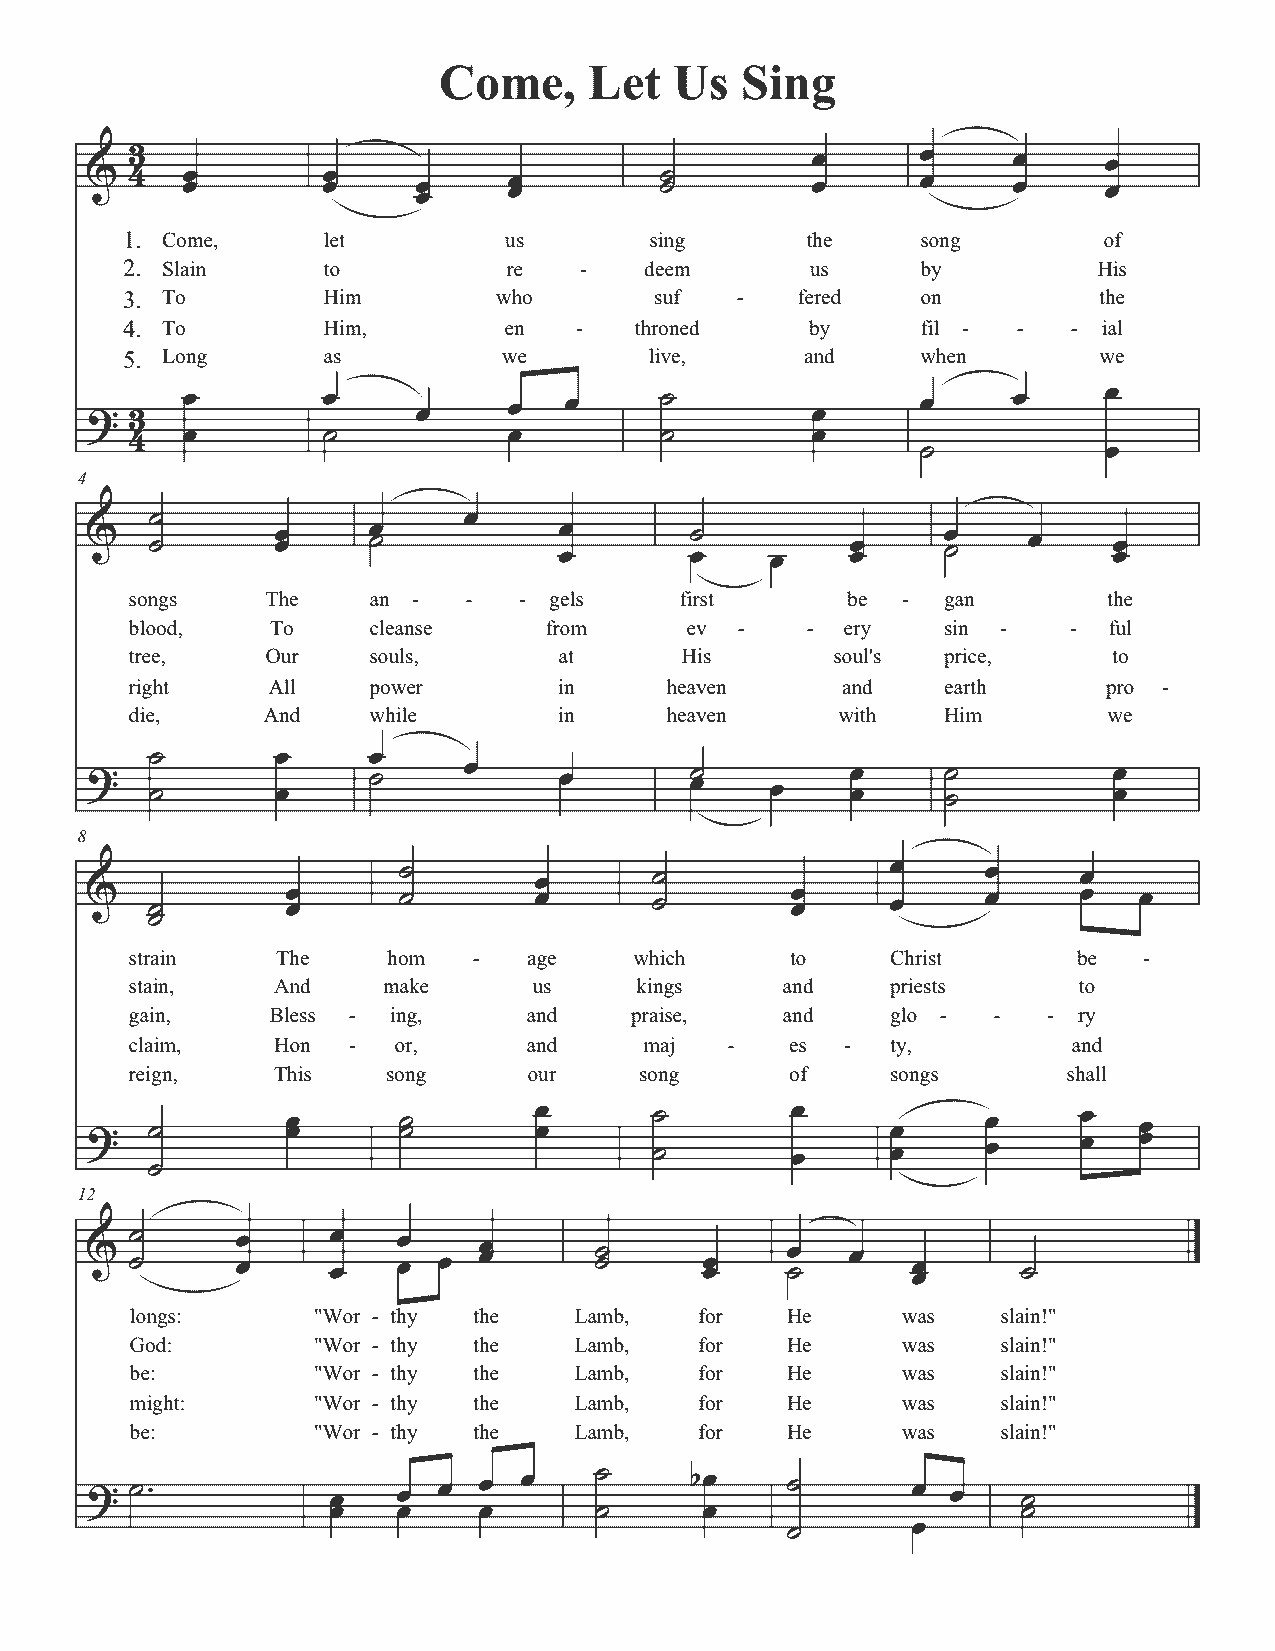 Come, Let Us Sing
3
4
1. Come, let us sing the song of
2. Slain to re - deem us by His
3. To Him who suf - fered on the
4. To Him, en - throned by fil - - - ial
5. Long as we live, and when we
3
4
4
songs The an - - - gels first be - gan the
blood, To cleanse from ev - - ery sin - - ful
tree, Our souls, at His soul's price, to
right All power in heaven and earth pro -
die, And while in heaven with Him we
8
strain The hom - age which to Christ be -
stain, And make us kings and priests to
gain, Bless - ing, and praise, and glo - - - ry
claim, Hon - or, and maj - es - ty, and
reign, This song our song of songs shall
12
longs: "Wor - thy the Lamb, for He was slain!"
God: "Wor - thy the Lamb, for He was slain!"
be: "Wor - thy the Lamb, for He was slain!"
might: "Wor - thy the Lamb, for He was slain!"
be: "Wor - thy the Lamb, for He was slain!"